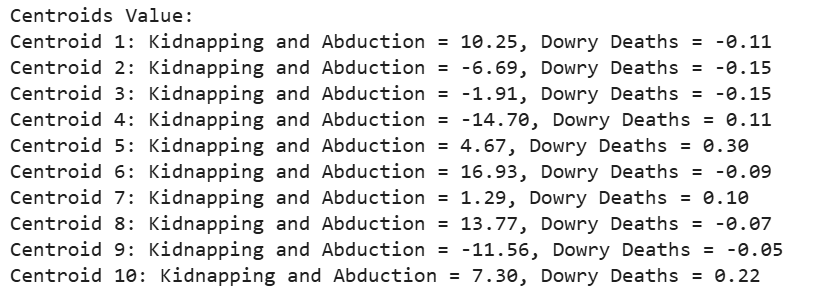 Centroids Value:
Centroid 1: Kidnapping and Abduction = 10.25, Dowry Deaths = -0.11
Centroid 2: Kidnapping and Abduction = -6.69, Dowry Deaths = -0.15
Centroid 3: Kidnapping and Abduction = -1.91, Dowry Deaths = -0.15
Centroid 4: Kidnapping and Abduction = -14.70, Dowry Deaths = 0.11
Centroid 5: Kidnapping and Abduction = 4.67, Dowry Deaths = 0.30
Centroid 6: Kidnapping and Abduction = 16.93, Dowry Deaths = -0.09
Centroid 7: Kidnapping and Abduction = 1.29, Dowry Deaths = 0.10
Centroid 8: Kidnapping and Abduction = 13.77, Dowry Deaths = -0.07
Centroid 9: Kidnapping and Abduction = -11.56, Dowry Deaths = -0.05
Centroid 10: Kidnapping and Abduction = 7.30, Dowry Deaths = 0.22